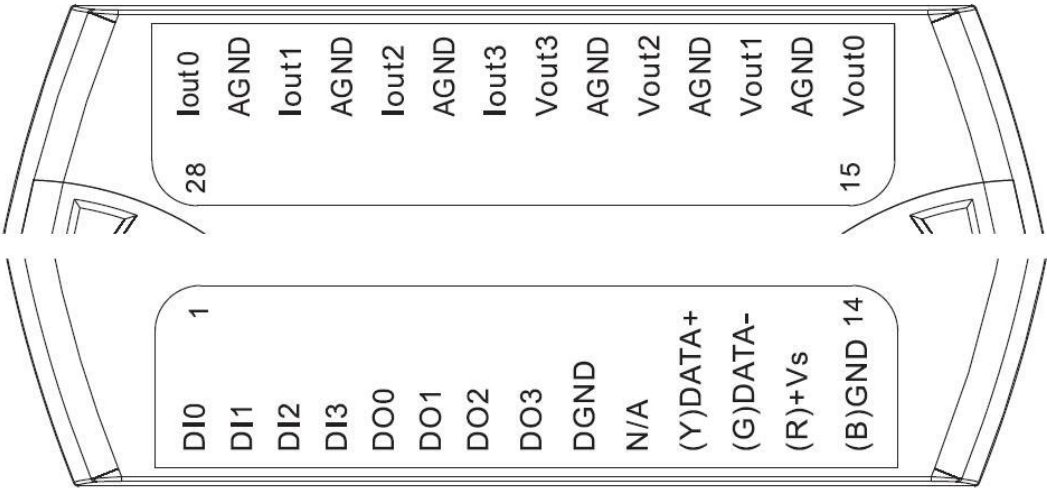 Iout0
AGND
Iout1
AGND
Iout2
AGND
Iout3
Vout3
AGND
Vout2
AGND
Vout1
AGND
Vout0
28
15
1
14
DI0
DI1
DI2
DI3
DO0
DO1
DO2
DO3
DGND
N/A
(Y)DATA+
(G)DATA-
(R)+Vs
(B)GND